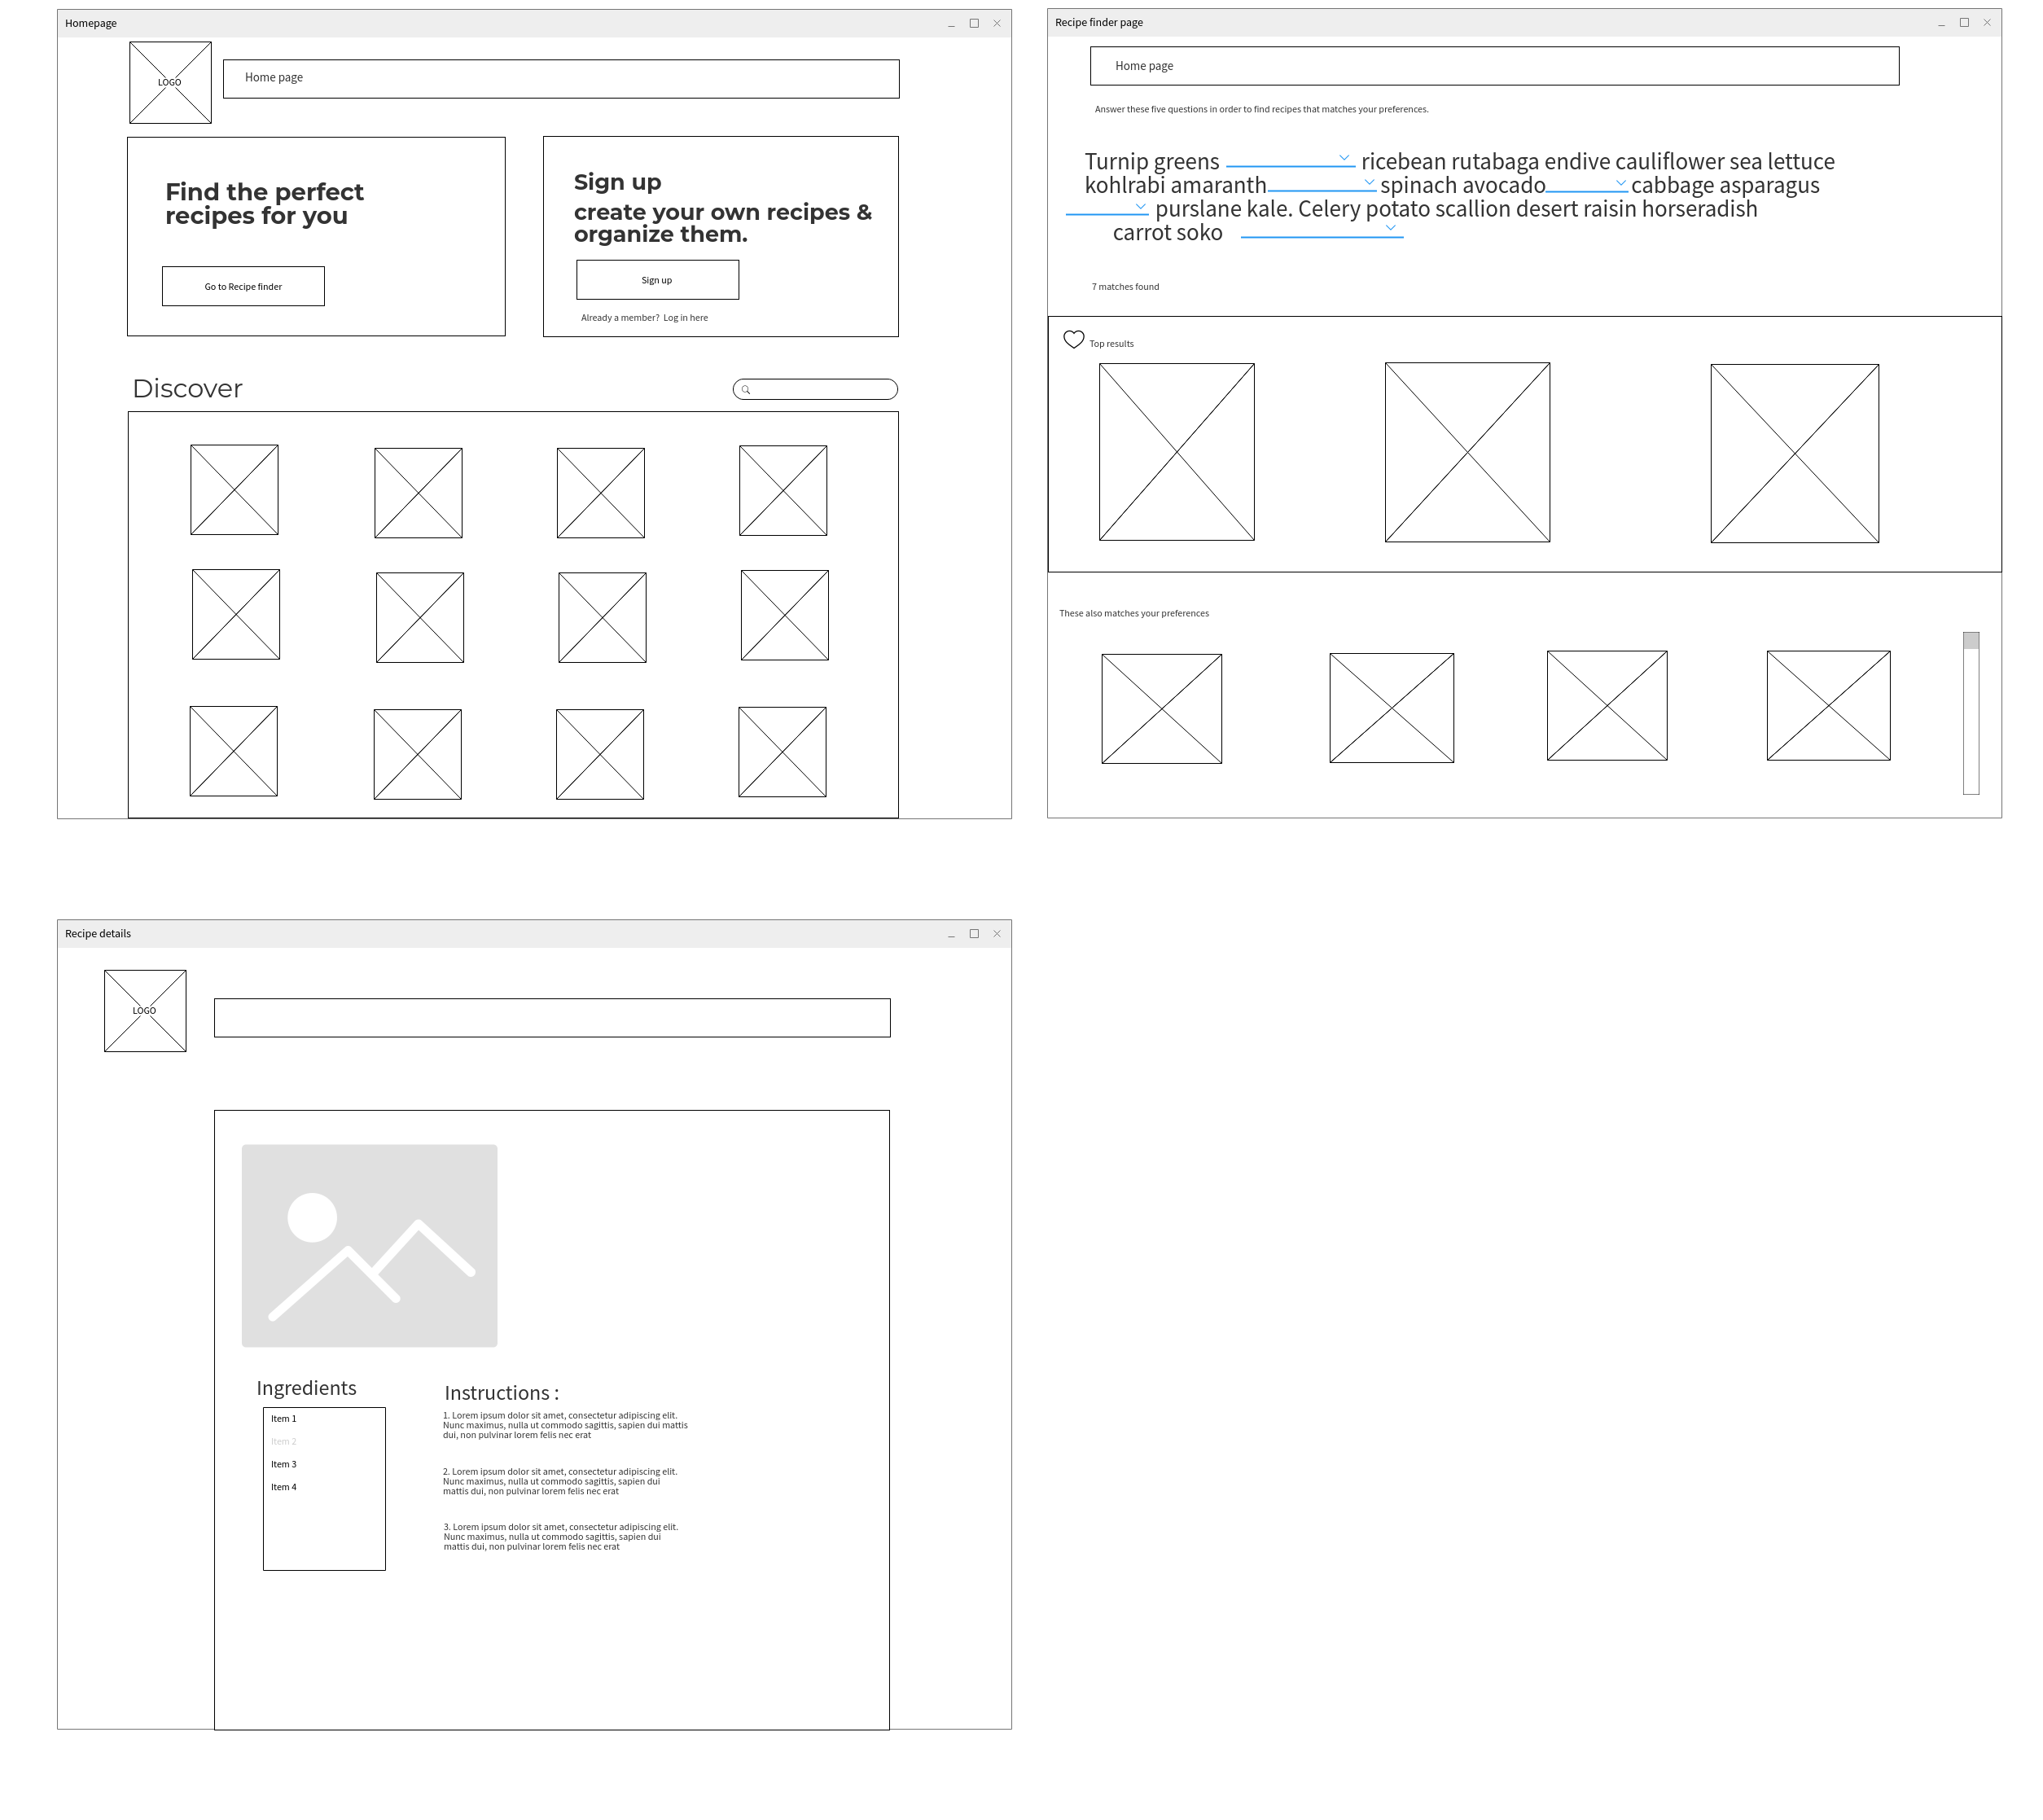 Homepage
LOGO
Home page
Find the perfect
recipes for you
Go to Recipe finder
Sign up
create your own recipes &
organize them.
Sign up
Already a member? Log in here
Discover
Recipe finder page
Home page
Answer these five questions in order to find recipes that matches your preferences.
Turnip greens ricebean rutabaga endive cauliflower sea lettuce
kohlrabi amaranth spinach avocado cabbage asparagus
purslane kale. Celery potato scallion desert raisin horseradish
carrot soko
7 matches found
Top results
These also matches your preferences
Recipe details
LOGO
Ingredients
Item 1
Item 2
Item 3
Item 4
Instructions :
1. Lorem ipsum dolor sit amet, consectetur adipiscing elit.
Nunc maximus, nulla ut commodo sagittis, sapien dui mattis
dui, non pulvinar lorem felis nec erat
2. Lorem ipsum dolor sit amet, consectetur adipiscing elit.
Nunc maximus, nulla ut commodo sagittis, sapien dui
mattis dui, non pulvinar lorem felis nec erat
3. Lorem ipsum dolor sit amet, consectetur adipiscing elit.
Nunc maximus, nulla ut commodo sagittis, sapien dui
mattis dui, non pulvinar lorem felis nec erat